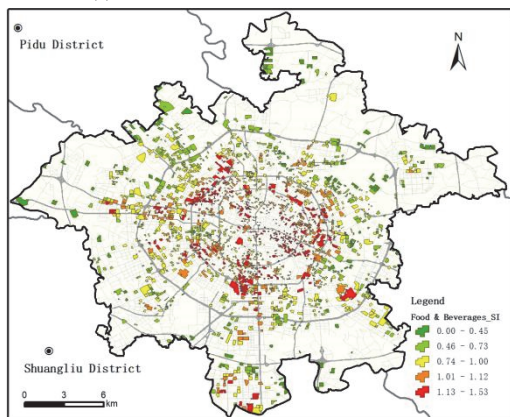 Pidu District
N
Legend
Food & Beverages_SI
0.00 - 0.45
0.46 - 0.73
0.74 - 1.00
1.01 - 1.12
1.13 - 1.53
Shuangliu District
0 3 6
km